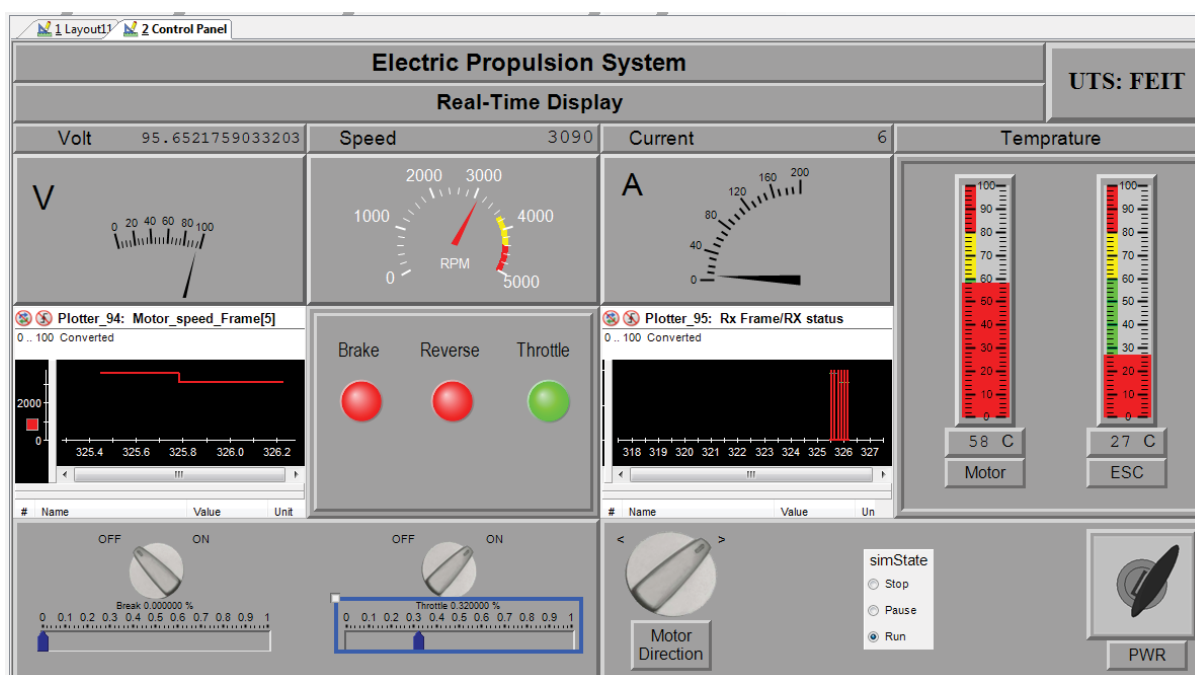 1 Layout11 2 Control Panel
Electric Propulsion System
UTS: FEIT
Real-Time Display
Volt 95.6521759033203 Speed 3090 Current 6 Temprature
V
0 20 40 60 80 100
0 1000 2000 3000 4000 5000
RPM
A
0 40 80 120 160 200
100 100
90 90
80 80
70 70
60 60
50 50
40 40
30 30
20 20
10 10
0 0
58 C 27 C
Motor ESC
Plotter_94: Motor_speed_Frame[5]
0 .. 100 Converted
2000
0
325.4 325.6 325.8 326.0 326.2
# Name Value Unit
Brake Reverse Throttle
Plotter_95: Rx Frame/RX status
0 .. 100 Converted
318 319 320 321 322 323 324 325 326 327
# Name Value Un
OFF ON
Break 0.000000 %
0 0.1 0.2 0.3 0.4 0.5 0.6 0.7 0.8 0.9 1
OFF ON
Throttle 0.320000 %
0 0.1 0.2 0.3 0.4 0.5 0.6 0.7 0.8 0.9 1
< >
Motor
Direction
simState
Stop
Pause
Run
PWR